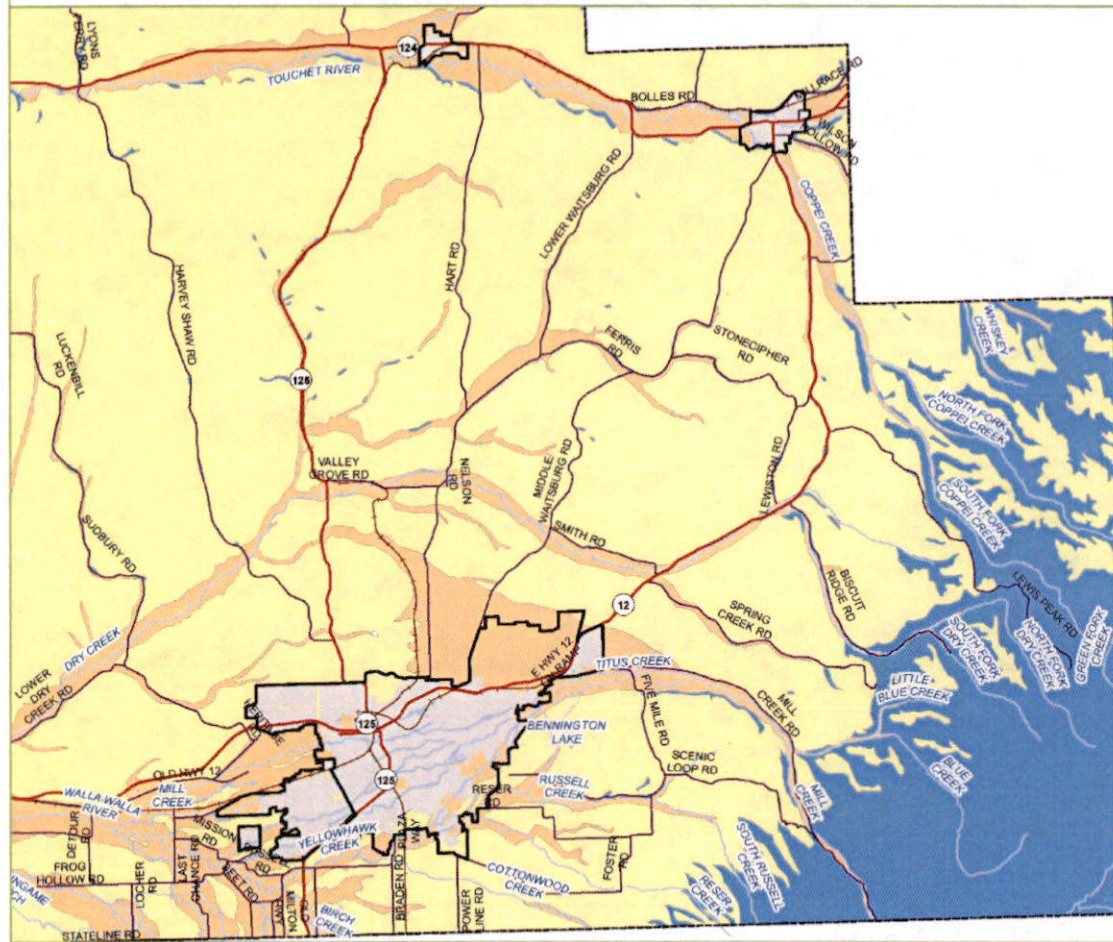 LYONS
FERRY RD
124
TOUCHET RIVER
BOLLES RD
MILLRACE RD
WILSON
HOLLOW RD
COPPEI CREEK
LOWER WAITSBURG RD
HART RD
HARVEY SHAW RD
LUCKENBILL
RD
125
FERRIS
RD
STONECIPHER
RD
WHISKEY
CREEK
NORTH FORK
COPPEI CREEK
SOUTH FORK
COPPEI CREEK
VALLEY
GROVE RD
NELSON
RD
MIDDLE
WAITSBURG RD
LEWISTON RD
SUDBURY RD
SMITH RD
BISCUIT
RIDGE RD
LEWIS PEAK RD
12
SPRING
CREEK RD
SOUTH FORK
DRY CREEK
NORTH FORK
DRY CREEK
GREEN FORK
CREEK
DRY CREEK
LOWER
DRY
CREEK RD
E HWY 12
TITUS CREEK
LITTLE
BLUE CREEK
MILL
CREEK RD
FIVE MILE RD
BENNINGTON
LAKE
125
BLUE
CREEK
SCENIC
LOOP RD
OLD HWY 12
MILL
CREEK
WALLA WALLA
RIVER
125
RESER
RD
RUSSELL
CREEK
MILL
CREEK
DETOUR
RD
MISSION
RD
YELLOWHAWK
CREEK
PLAZA
WAY
FROG
HOLLOW RD
LOCHER
RD
LAST
CHANCE RD
BRADEN RD
POWER
LINE RD
COTTONWOOD
CREEK
FOSTER
RD
RESER
CREEK
SOUTH RUSSELL
CREEK
MILTON
BIRCH
CREEK
STATELINE RD